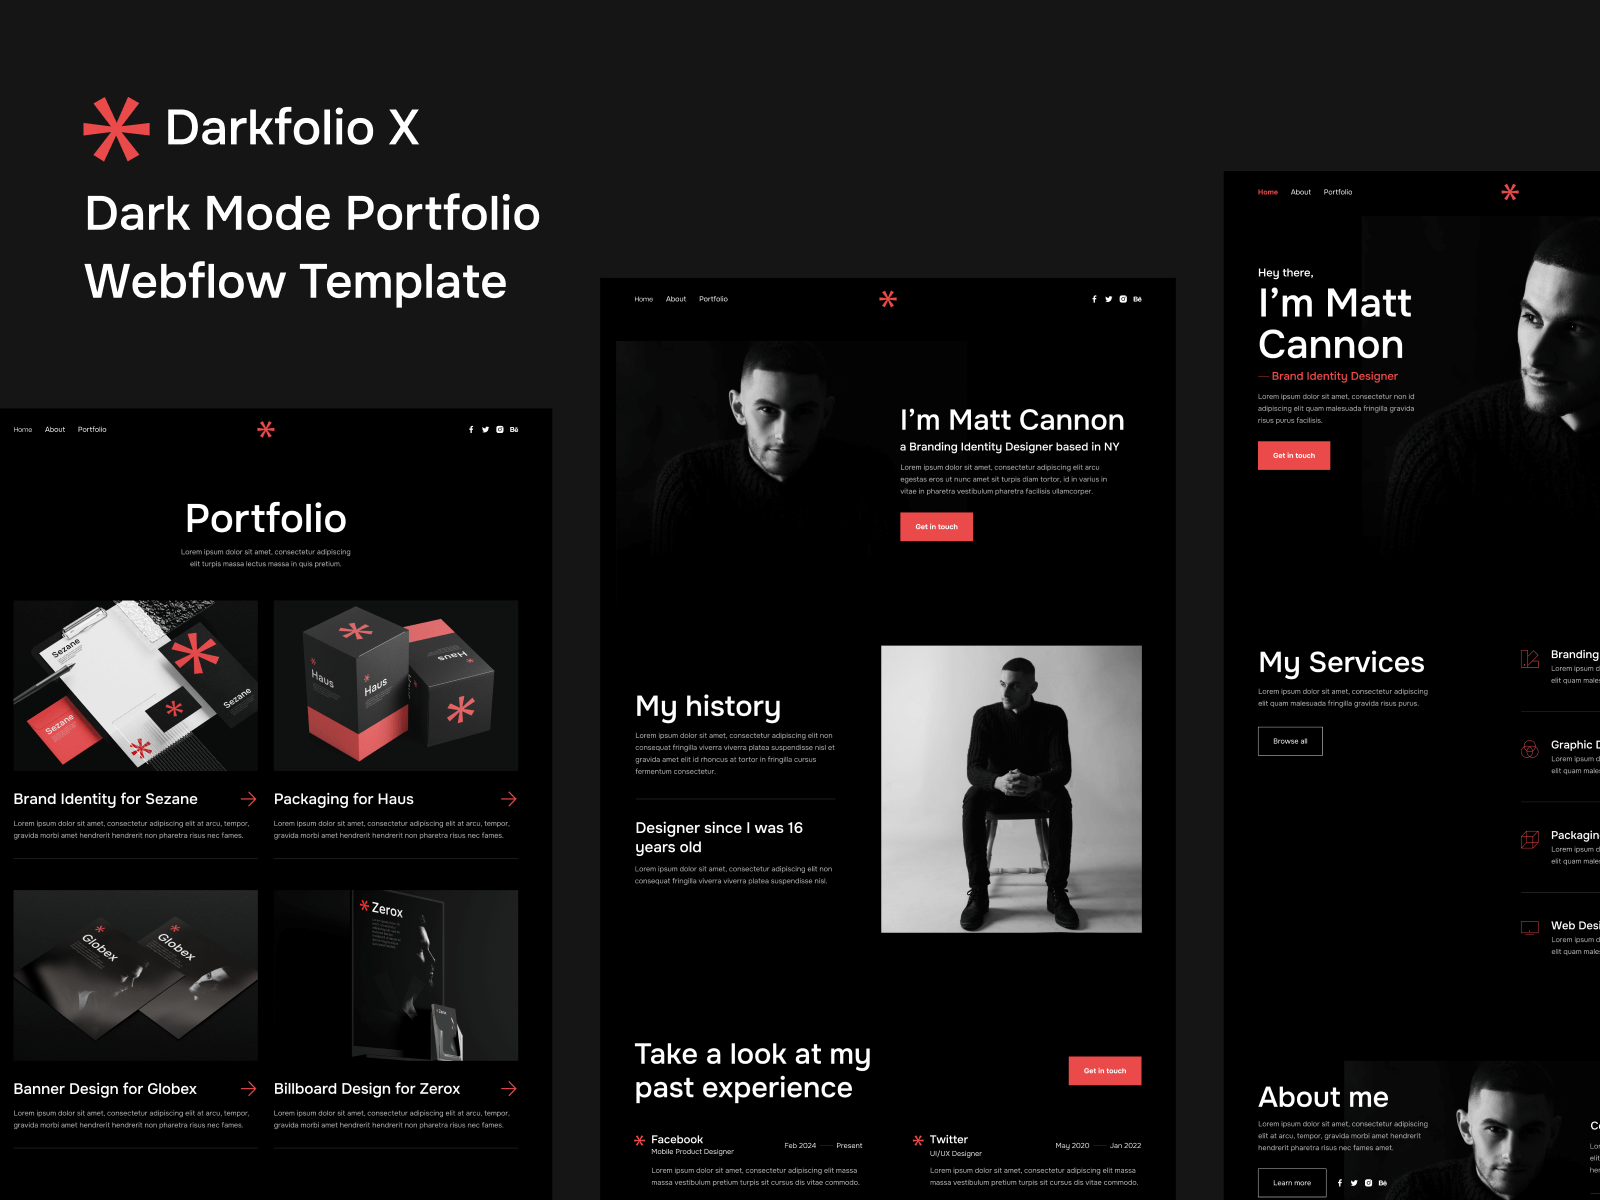 Darkfolio X
Dark Mode Portfolio
Webflow Template
Home About Portfolio
Bē
Portfolio
Lorem ipsum dolor sit amet, consectetur adipiscing
elit turpis massa lectus massa in quis pretium.
Sezane
Sezane
Sezane
Haus
Haus
Haus
Brand Identity for Sezane
Lorem ipsum dolor sit amet, consectetur adipiscing elit at arcu, tempor,
gravida morbi amet hendrerit hendrerit non pharetra risus nec fames.
Packaging for Haus
Lorem ipsum dolor sit amet, consectetur adipiscing elit at arcu, tempor,
gravida morbi amet hendrerit hendrerit non pharetra risus nec fames.
Globex
Globex
Zerox
Banner Design for Globex
Lorem ipsum dolor sit amet, consectetur adipiscing elit at arcu, tempor,
gravida morbi amet hendrerit hendrerit non pharetra risus nec fames.
Billboard Design for Zerox
Lorem ipsum dolor sit amet, consectetur adipiscing elit at arcu, tempor,
gravida morbi amet hendrerit hendrerit non pharetra risus nec fames.
Home About Portfolio
Bē
I'm Matt Cannon
a Branding Identity Designer based in NY
Lorem ipsum dolor sit amet, consectetur adipiscing elit arcu
egestas eros ut nunc amet sit turpis diam tortor, id in varius in
vitae in pharetra vestibulum pharetra facilisis ullamcorper.
Get in touch
My history
Lorem ipsum dolor sit amet, consectetur adipiscing elit non
consequat fringilla viverra viverra platea suspendisse nisl et
gravida amet id rhoncus at tortor in fringilla cursus
fermentum consectetur.
Designer since I was 16
years old
Lorem ipsum dolor sit amet, consectetur adipiscing elit non
consequat fringilla viverra viverra platea suspendisse nisl.
Take a look at my
past experience
Get in touch
Facebook
Mobile Product Designer
Feb 2024 — Present
Lorem ipsum dolor sit amet, consectetur adipiscing elit massa
massa vestibulum pretium turpis sit cursus dis vitae commodo.
Twitter
UI/UX Designer
May 2020 — Jan 2022
Lorem ipsum dolor sit amet, consectetur adipiscing elit massa
massa vestibulum pretium turpis sit cursus dis vitae commodo.
Home About Portfolio
Hey there,
I'm Matt
Cannon
— Brand Identity Designer
Lorem ipsum dolor sit amet, consectetur non id
adipiscing elit quam malesuada fringilla gravida
risus purus facilisis.
Get in touch
My Services
Lorem ipsum dolor sit amet, consectetur adipiscing
elit quam malesuada fringilla gravida risus purus.
Browse all
Branding
Lorem ipsum d
elit quam males
Graphic D
Lorem ipsum d
elit quam males
Packagin
Lorem ipsum d
elit quam males
Web Desi
Lorem ipsum d
elit quam males
About me
Lorem ipsum dolor sit amet, consectetur adipiscing
elit at arcu, tempor, gravida morbi amet hendrerit
hendrerit pharetra risus nec fames amet.
Learn more
Bē
Co
Lor
elit
her